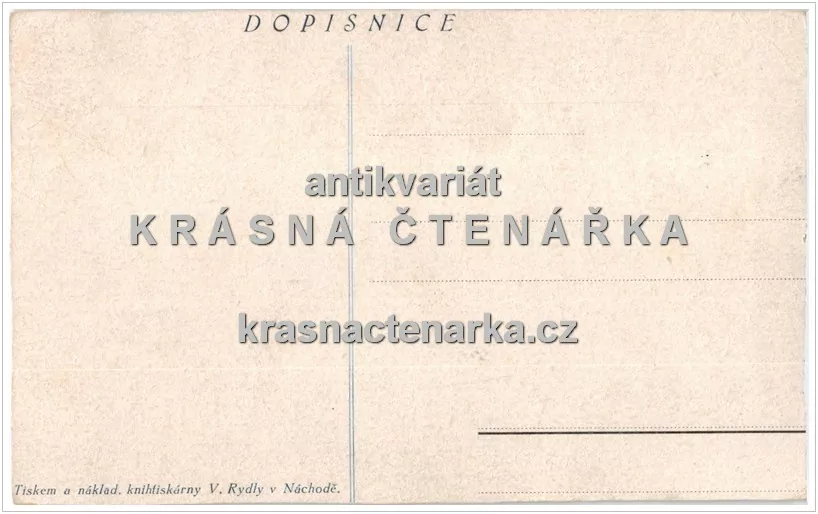 DOPISNICE
antikvariát
KRÁSNÁ ČTENÁŘKA
krasnactenarka.cz
Tiskem a náklad. knihtiskárny V. Rydly v Náchodě.